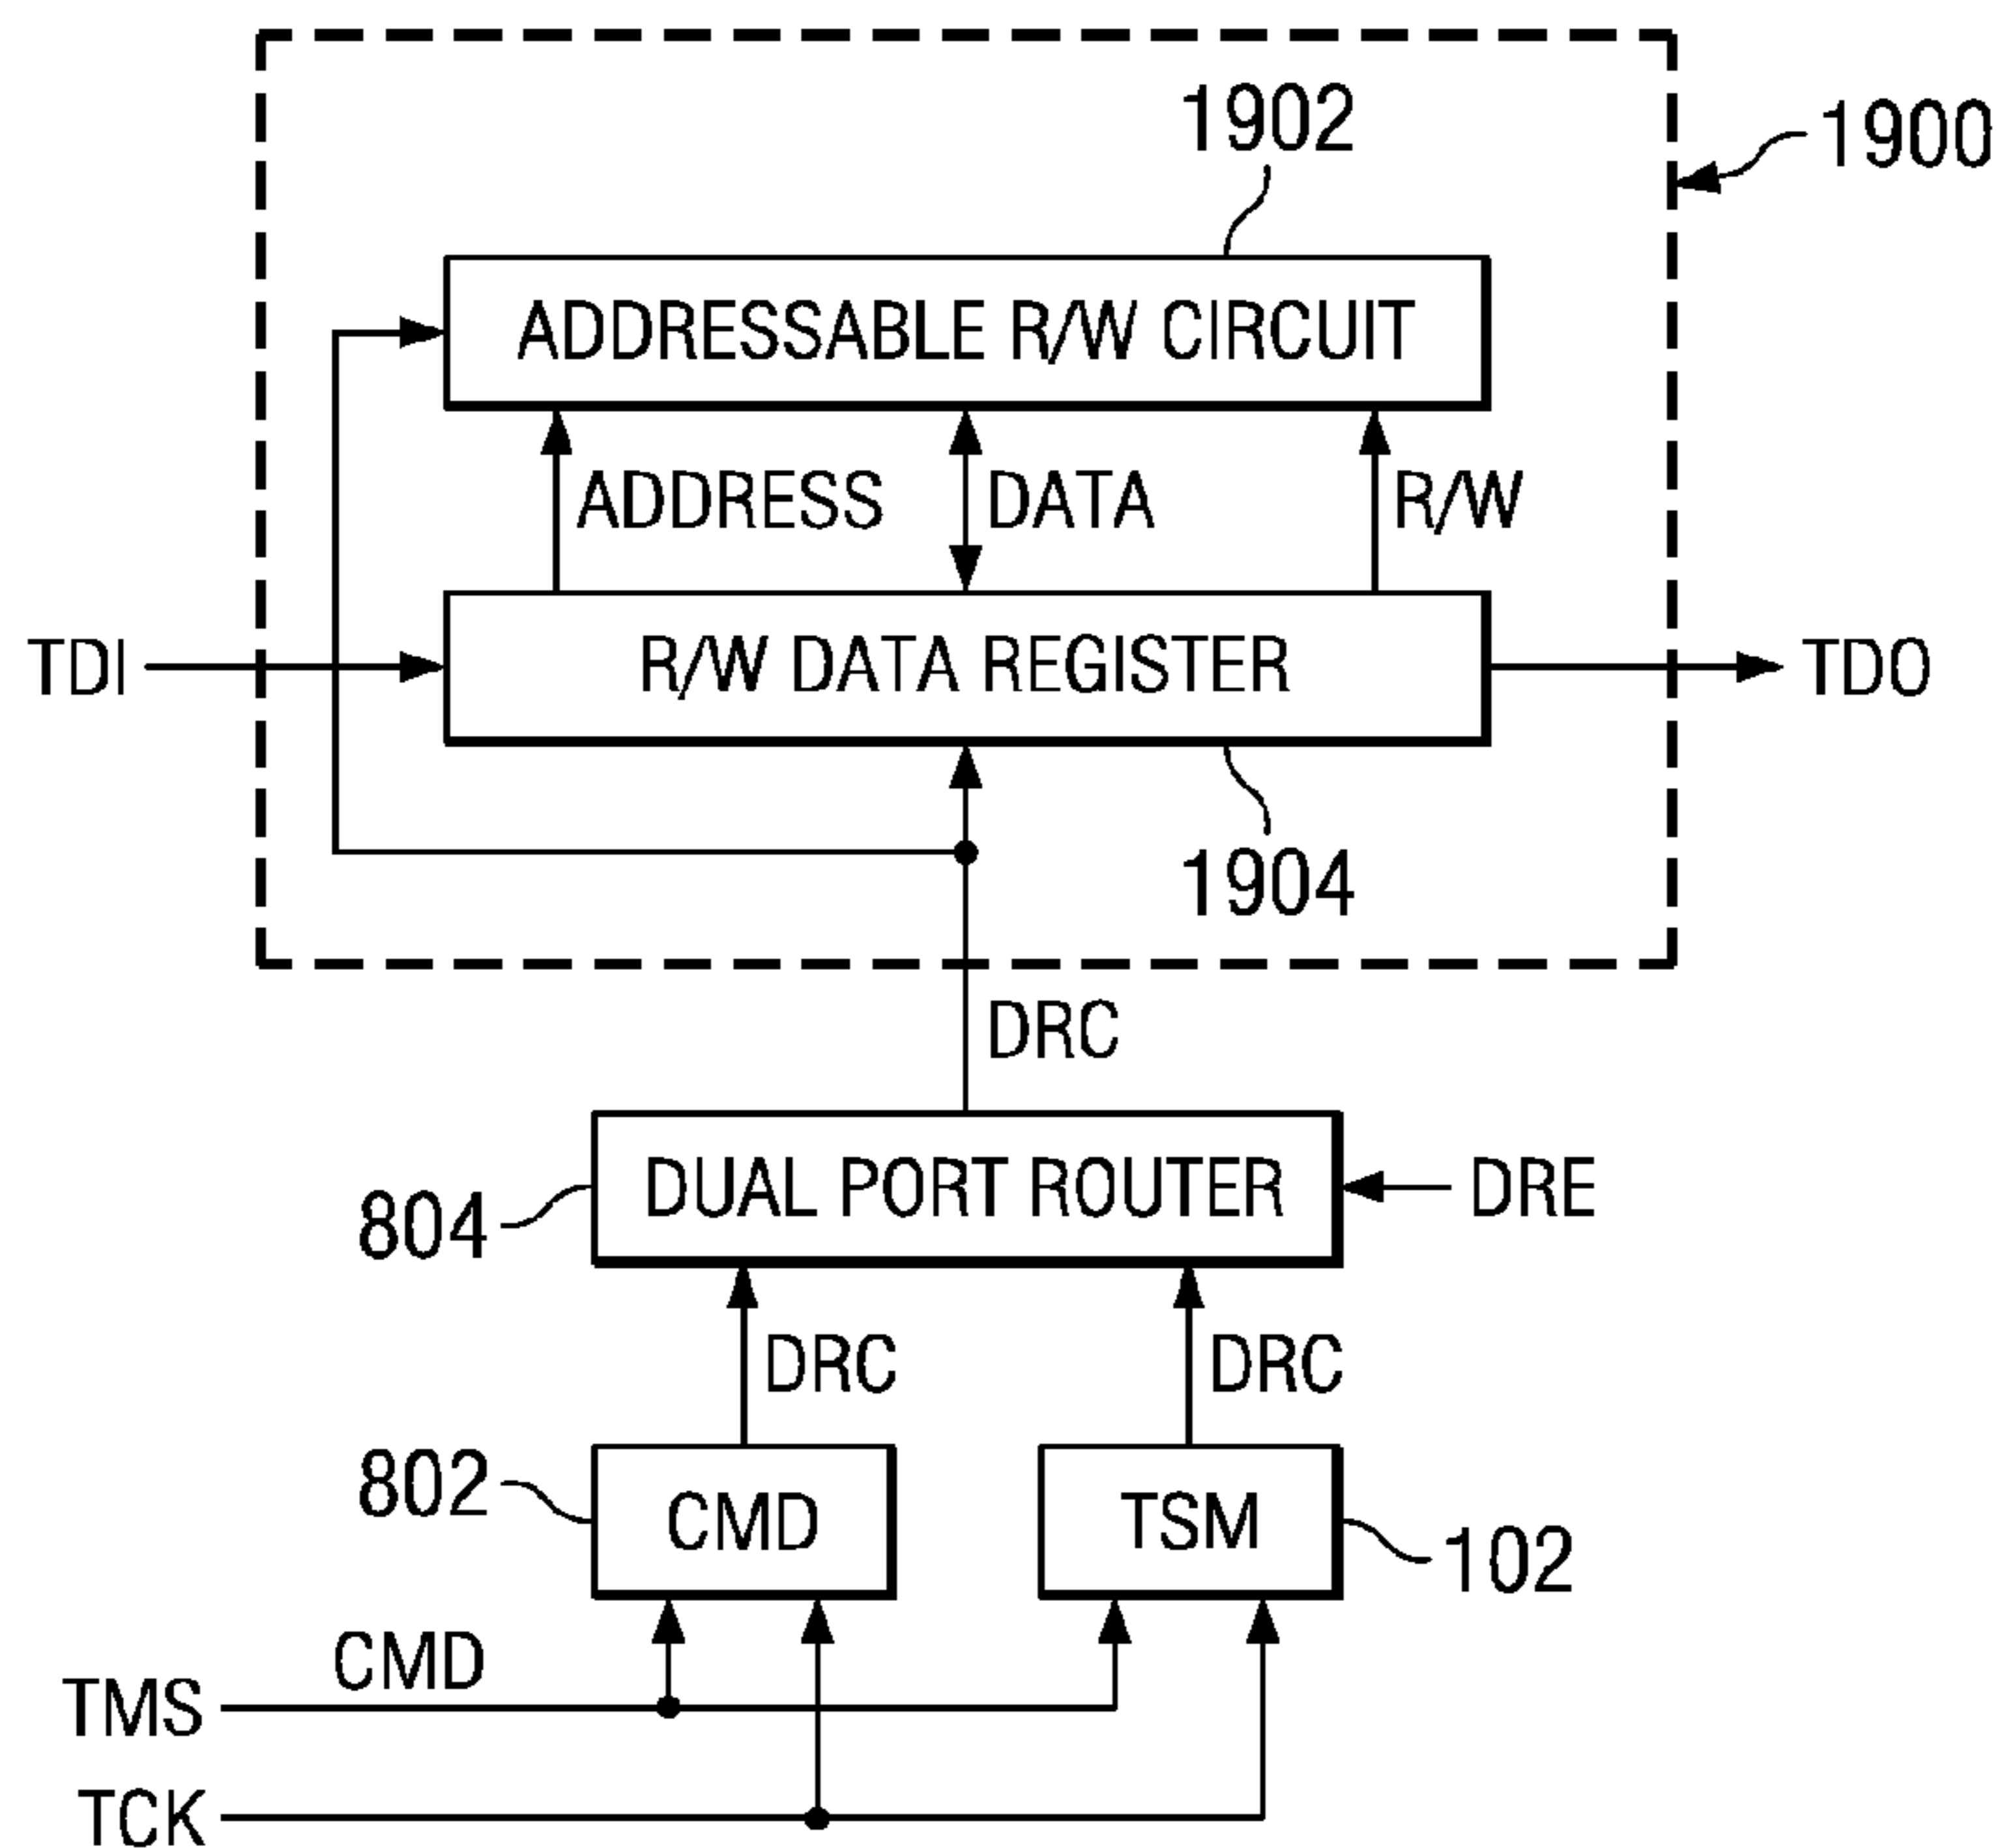 1902
1900
ADDRESSABLE R/W CIRCUIT
ADDRESS
DATA
R/W
TDI
R/W DATA REGISTER
TDO
1904
DRC
DUAL PORT ROUTER
DRE
804
DRC
DRC
802
CMD
TSM
102
CMD
TMS
TCK